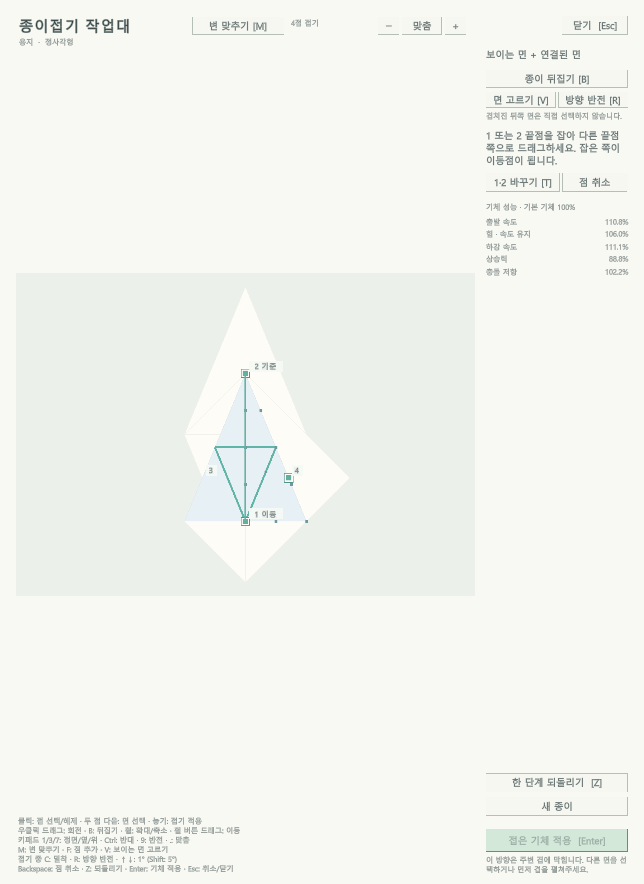 종이접기 작업대
용지 · 정사각형
변 맞추기 [M]
4점 접기
−
맞춤
+
닫기 [Esc]
보이는 면 + 연결된 면
종이 뒤집기 [B]
면 고르기 [V]
방향 반전 [R]
겹쳐진 뒤쪽 면은 직접 선택하지 않습니다.
1 또는 2 끝점을 잡아 다른 끝점
쪽으로 드래그하세요. 잡은 쪽이
이동점이 됩니다.
1·2 바꾸기 [T]
점 취소
기체 성능 · 기본 기체 100%
출발 속도 110.8%
힘 · 속도 유지 106.0%
하강 속도 111.1%
상승력 88.8%
충돌 저항 102.2%
2 기준
3
4
1 이동
한 단계 되돌리기 [Z]
새 종이
접은 기체 적용 [Enter]
이 방향은 주변 겹에 막힙니다. 다른 면을 선
택하거나 먼저 겹을 펼쳐주세요.
클릭: 점 선택/해제 · 두 점 다음: 면 선택 · 놓기: 접기 적용
우클릭 드래그: 회전 · B: 뒤집기 · 휠: 확대/축소 · 휠 버튼 드래그: 이동
키패드 1/3/7: 정면/옆/위 · Ctrl: 반대 · 9: 반전 · .: 맞춤
M: 변 맞추기 · F: 점 추가 · V: 보이는 면 고르기
접기 중 C: 밀착 · R: 방향 반전 · ↑ ↓: 1° (Shift: 5°)
Backspace: 점 취소 · Z: 되돌리기 · Enter: 기체 적용 · Esc: 취소/닫기